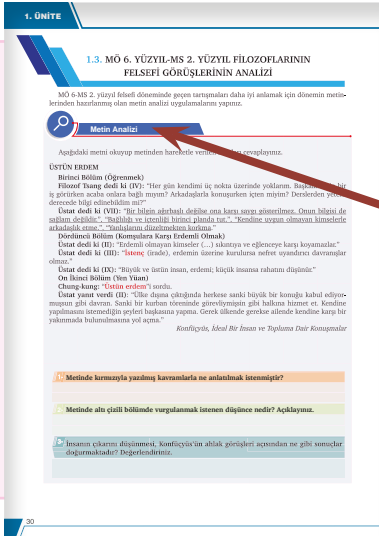 1. ÜNİTE
1.3. MÖ 6. YÜZYIL-MS 2. YÜZYIL FİLOZOFLARININ
FELSEFİ GÖRÜŞLERİNİN ANALİZİ
MÖ 6-MS 2. yüzyıl felsefi döneminde geçen tartışmaları daha iyi anlamak için dönemin metin-
lerinden hazırlanmış olan metin analizi uygulamalarını yapınız.
Metin Analizi
Aşağıdaki metni okuyup metinden hareketle verilen cevaplayınız.
ÜSTÜN ERDEM
Birinci Bölüm (Öğrenmek)
Filozof Tsang dedi ki (IV): “Her gün kendimi üç nokta üzerinde yoklarım. bir
iş görürken acaba onlara bağlı mıyım? Arkadaşlarla konuşurken içten miyim? Derslerden
derecede bilgi edinebildim mi?”
Üstat dedi ki (VII): “Bir bilgin ağırbaşlı değilse ona karşı saygı gösterilmez. Onun bilgisi de
sağlam değildir.”, “Bağlılığı ve içtenliği birinci planda tut.”, “Kendine uygun olmayan kimselerle
arkadaşlık etme.”, “Yanlışlarını düzeltmekten korkma.”
Dördüncü Bölüm (Komşulara Karşı Erdemli Olmak)
Üstat dedi ki (II): “Erdemli olmayan kimseler (...) sıkıntıya ve eğlenceye karşı koyamazlar.”
Üstat dedi ki (III): “İstenç (irade), erdemin üzerine kurulursa nefret uyandırıcı davranışlar
olmaz.”
Üstat dedi ki (IX): “Büyük ve üstün insan, erdemi; küçük insansa rahatını düşünür.”
On İkinci Bölüm (Yen Yüan)
Chung-kung: “Üstün erdem”i sordu.
Üstat yanıt verdi (II): “Ülke dışına çıktığında herkese sanki büyük bir konuğu kabul ediyor-
muşsun gibi davran. Sanki bir kurban töreninde görevliymişsin gibi halkına hizmet et. Kendine
yapılmasını istemediğin şeyleri başkasına yapma. Gerek ülkende gerekse ailende kendine karşı bir
yakınmada bulunulmasına yol açma.”
Konfüçyüs, İdeal Bir İnsan ve Topluma Dair Konuşmalar
Metinde kırmızıyla yazılmış kavramlarla ne anlatılmak istenmiştir?
Metinde altı çizili bölümde vurgulanmak istenen düşünce nedir? Açıklayınız.
İnsanın çıkarını düşünmesi, Konfüçyüs’ün ahlak görüşleri açısından ne gibi sonuçlar
doğurmaktadır? Değerlendiriniz.
30